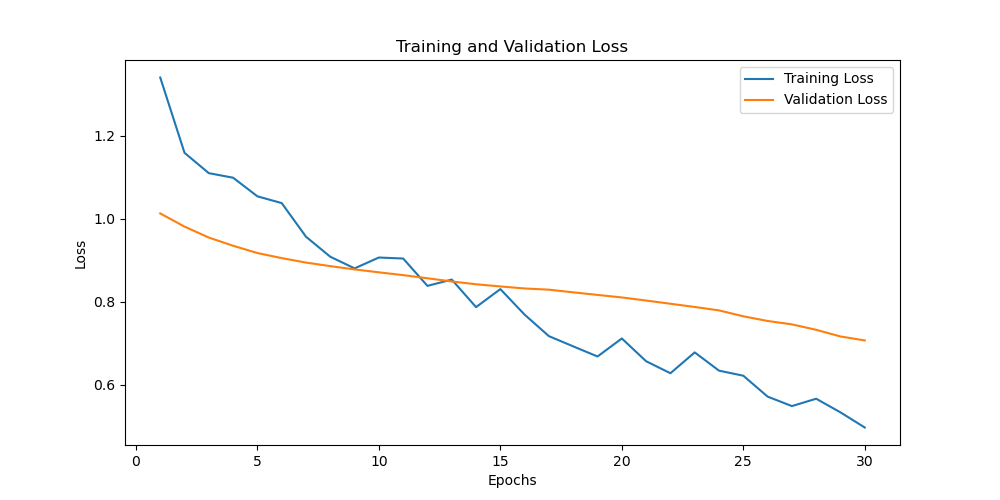 Training and Validation Loss
Training Loss
Validation Loss
Loss
1.2
1.0
0.8
0.6
0 5 10 15 20 25 30
Epochs